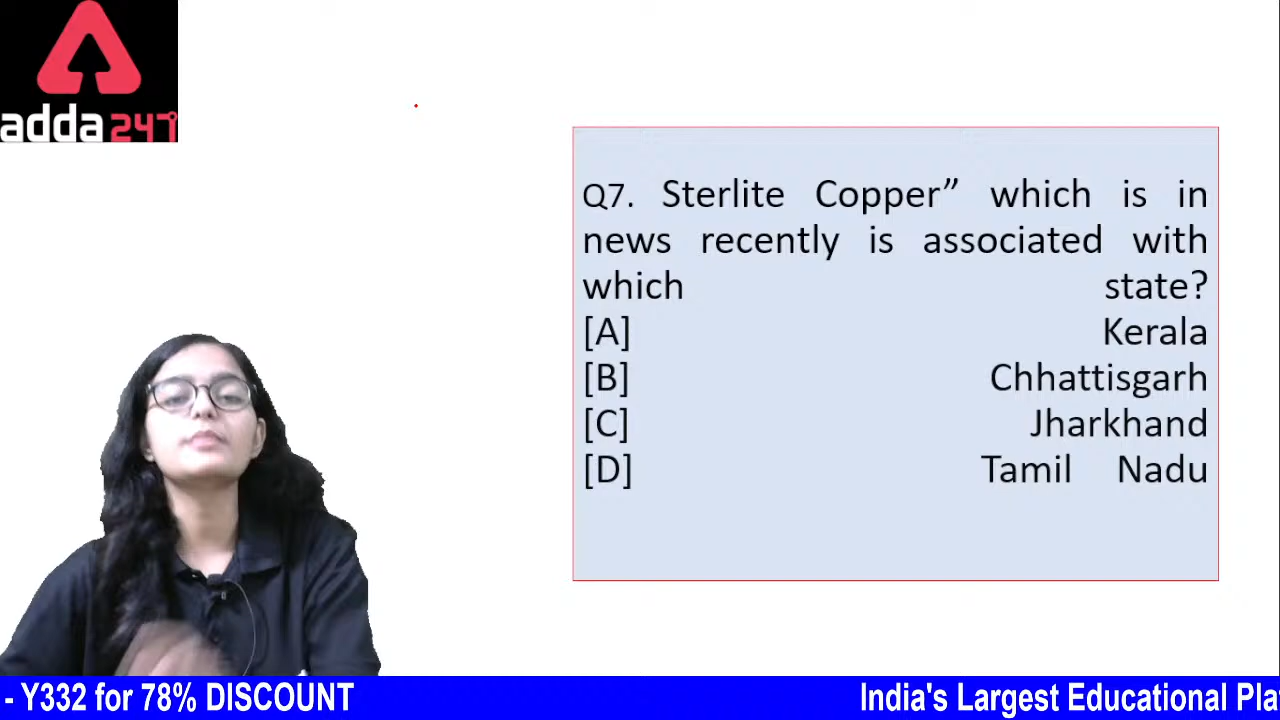 adda 247
Q7. Sterlite Copper” which is in
news recently is associated with
which state?
[A] Kerala
[B] Chhattisgarh
[C] Jharkhand
[D] Tamil Nadu
- Y332 for 78% DISCOUNT India's Largest Educational Pla